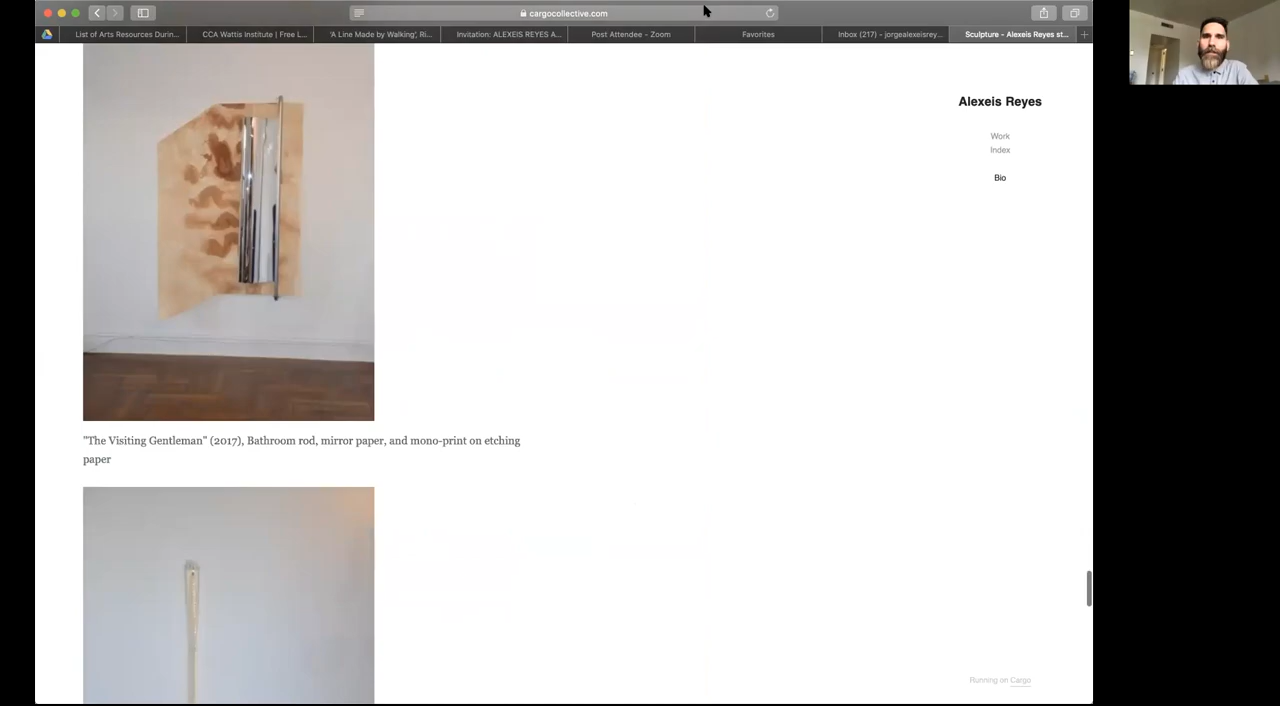 cargocollective.com
List of Arts Resources Durin...
CCA Wattis Institute | Free L...
'A Line Made by Walking', Ri...
Invitation: ALEXEIS REYES A...
Post Attendee - Zoom
Favorites
Inbox (217) - jorgealexeisrey...
Sculpture - Alexeis Reyes st...
Alexeis Reyes
Work
Index
Bio
"The Visiting Gentleman" (2017), Bathroom rod, mirror paper, and mono-print on etching
paper
Running on Cargo